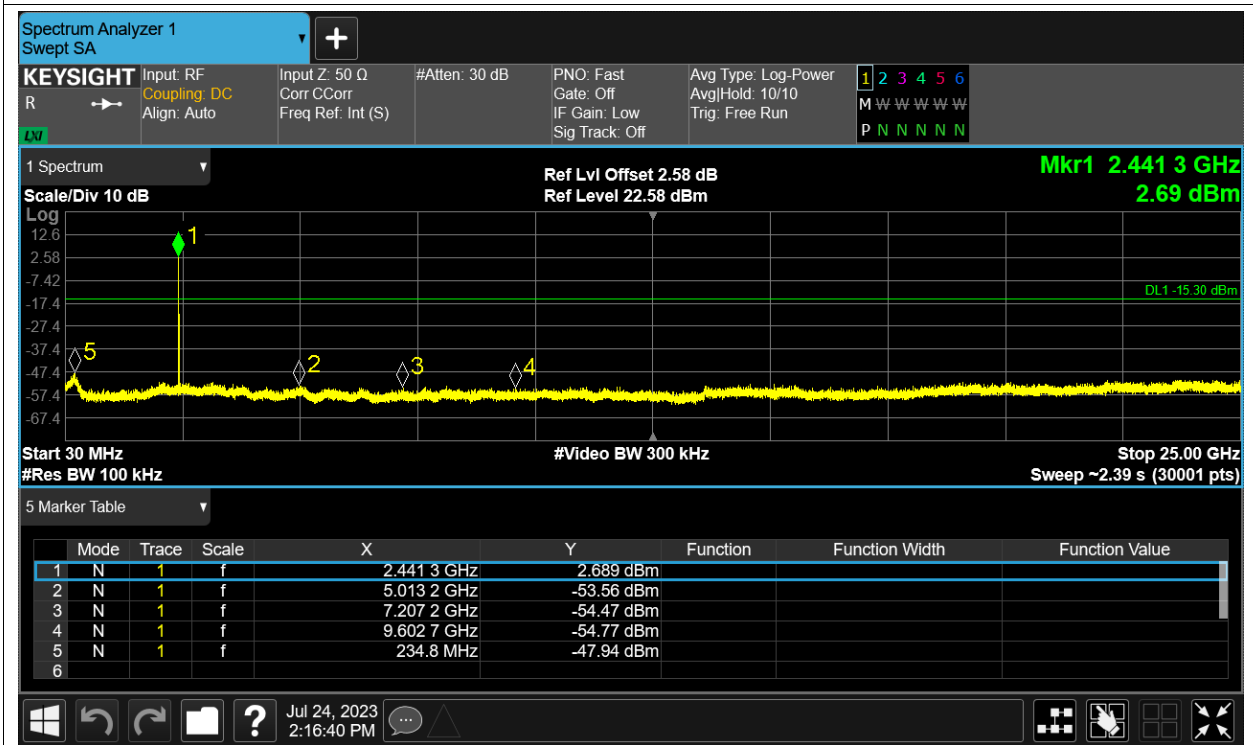 Spectrum Analyzer 1
Swept SA
+
KEYSIGHT Input: RF Input Z: 50 Ω #Atten: 30 dB PNO: Fast Avg Type: Log-Power 1 2 3 4 5 6
R Coupling: DC Corr CCorr Gate: Off Avg|Hold: 10/10 M W W W W W
Align: Auto Freq Ref: Int (S) IF Gain: Low Trig: Free Run
LXI Sig Track: Off P N N N N N
1 Spectrum Ref Lvl Offset 2.58 dB Mkr1 2.441 3 GHz
Scale/Div 10 dB Ref Level 22.58 dBm 2.69 dBm
Log
12.6 1
2.58
-7.42
DL1 -15.30 dBm
-17.4
-27.4
-37.4 5
2 3 4
-47.4
-57.4
-67.4
Start 30 MHz #Video BW 300 kHz Stop 25.00 GHz
#Res BW 100 kHz Sweep ~2.39 s (30001 pts)
5 Marker Table
Mode Trace Scale X Y Function Function Width Function Value
1 N 1 f 2.441 3 GHz 2.689 dBm
2 N 1 f 5.013 2 GHz -53.56 dBm
3 N 1 f 7.207 2 GHz -54.47 dBm
4 N 1 f 9.602 7 GHz -54.77 dBm
5 N 1 f 234.8 MHz -47.94 dBm
6
? Jul 24, 2023
2:16:40 PM